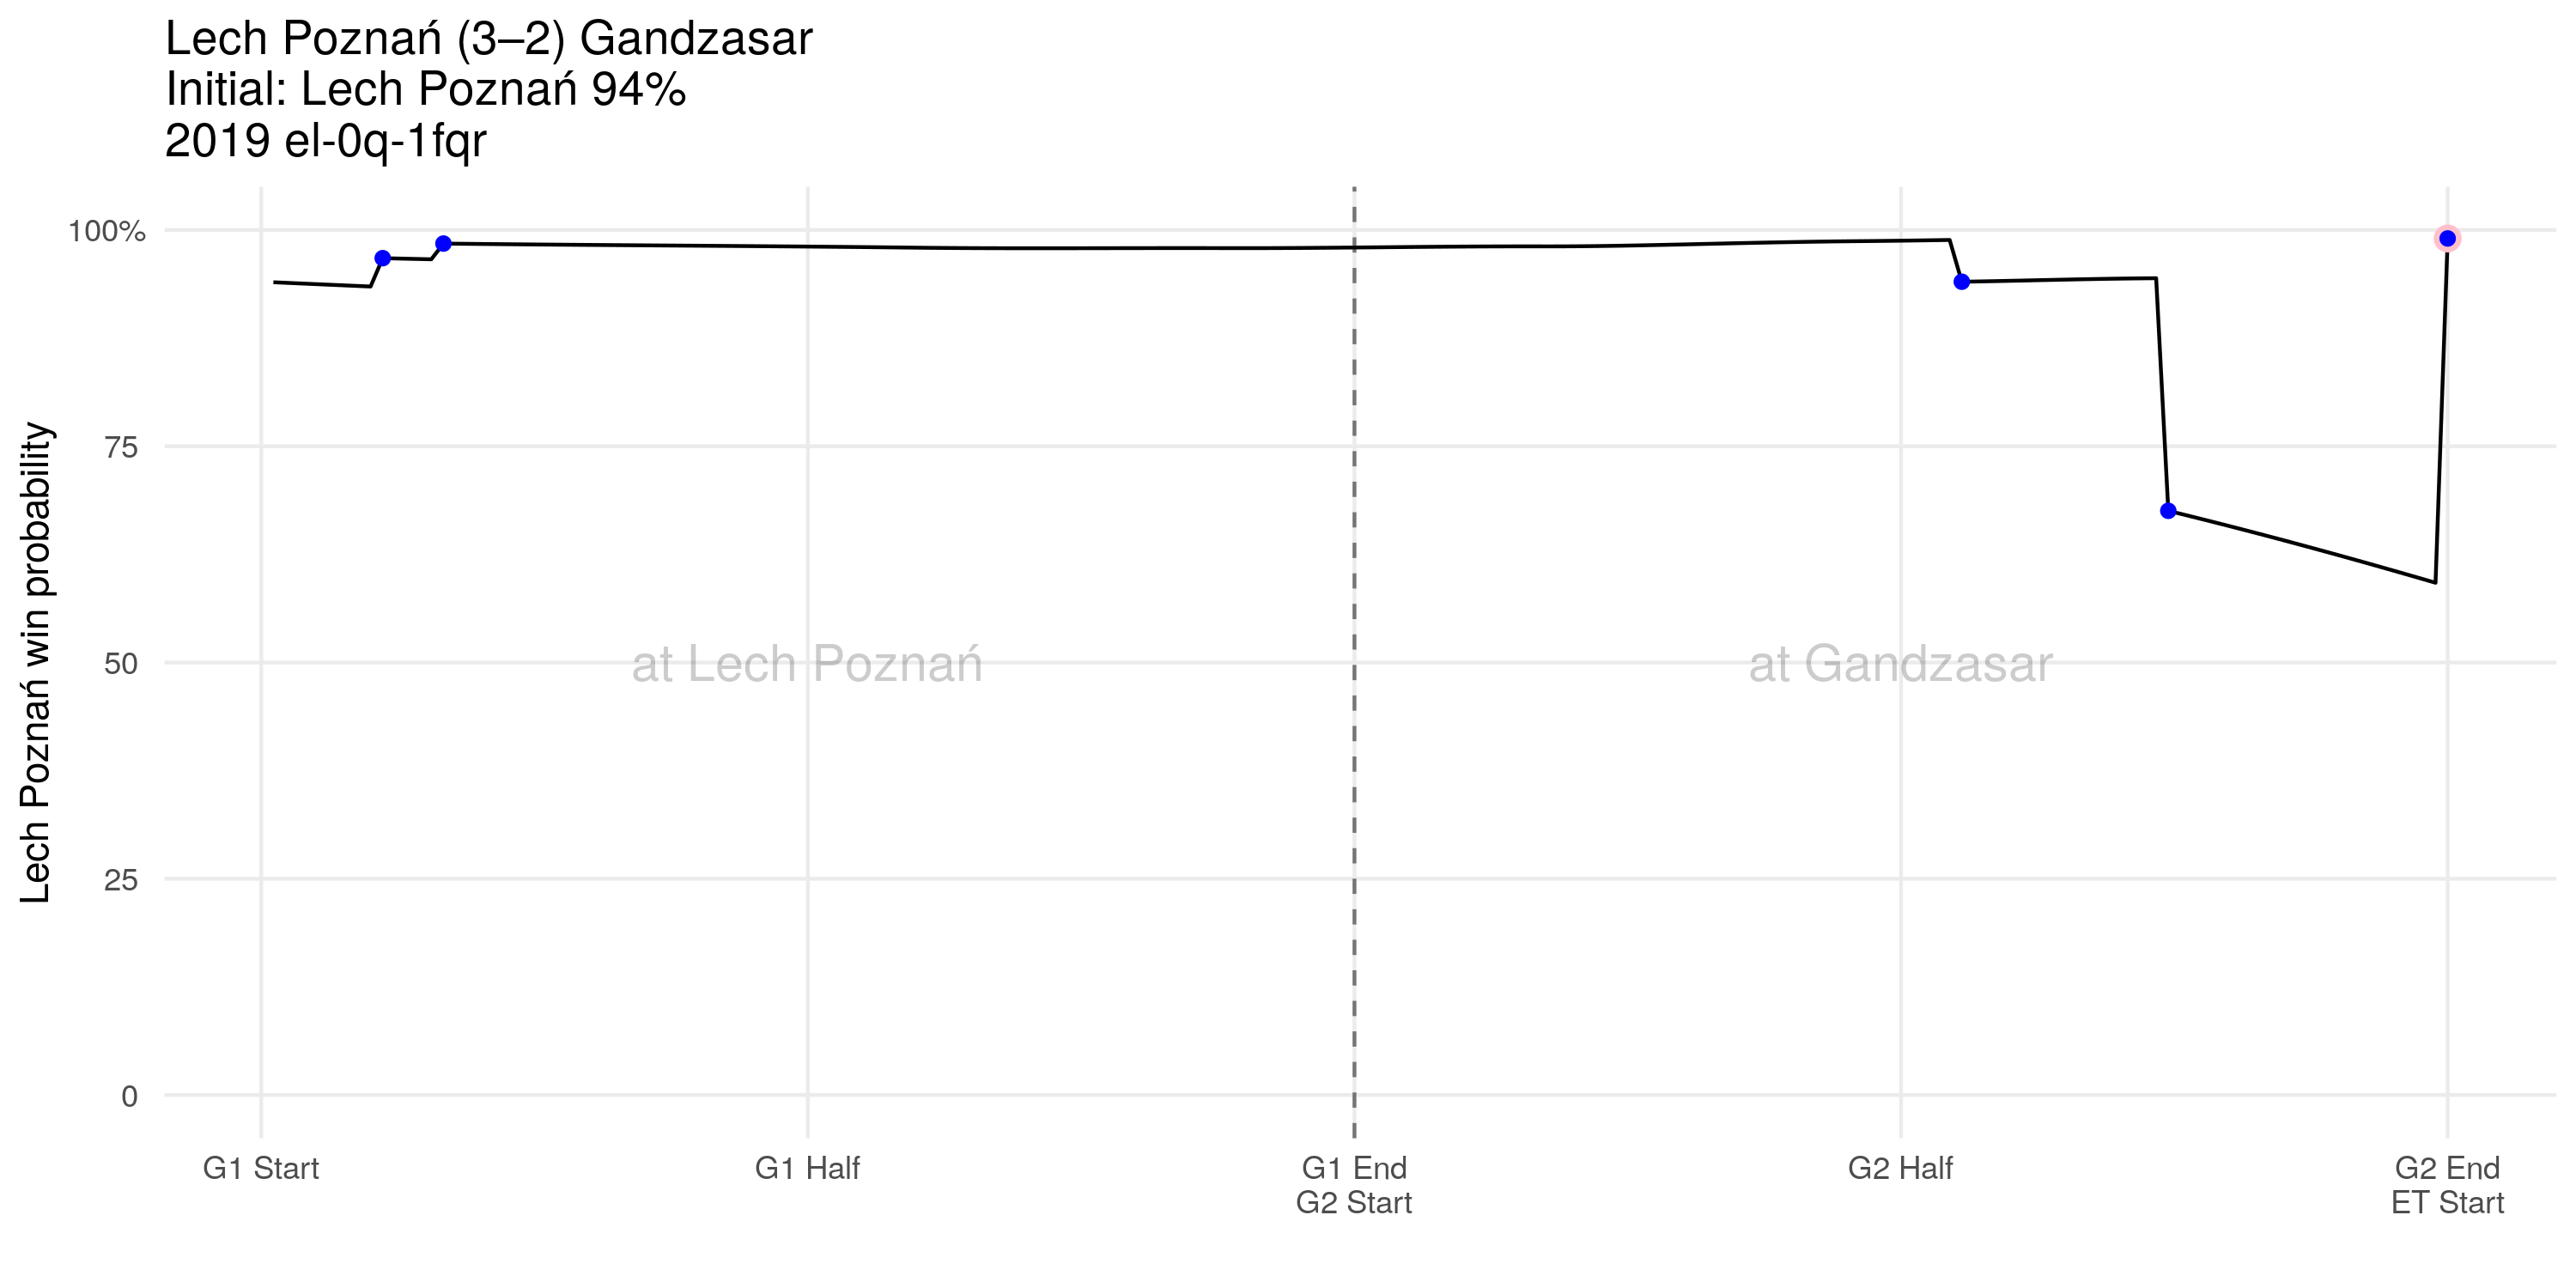 Lech Poznań (3–2) Gandzasar
Initial: Lech Poznań 94%
2019 el-0q-1fqr
Lech Poznań win probability
100%
75
50
25
0
at Lech Poznań
at Gandzasar
G1 Start
G1 Half
G1 End
G2 Start
G2 Half
G2 End
ET Start